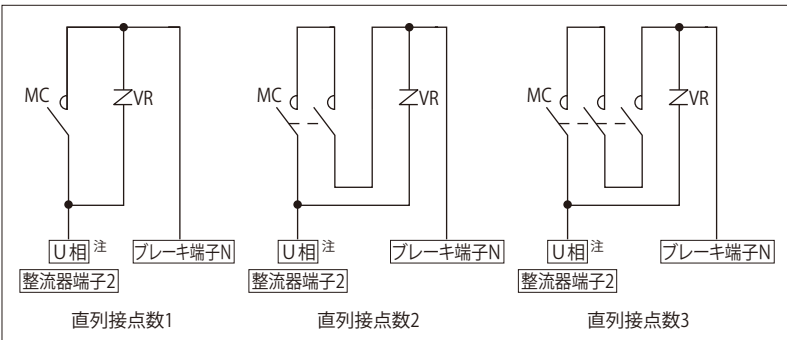 MC VR MC VR MC VR
U相 注 ブレーキ端子N U相 注 ブレーキ端子N U相 注 ブレーキ端子N
整流器端子2 整流器端子2 整流器端子2
直列接点数1 直列接点数2 直列接点数3